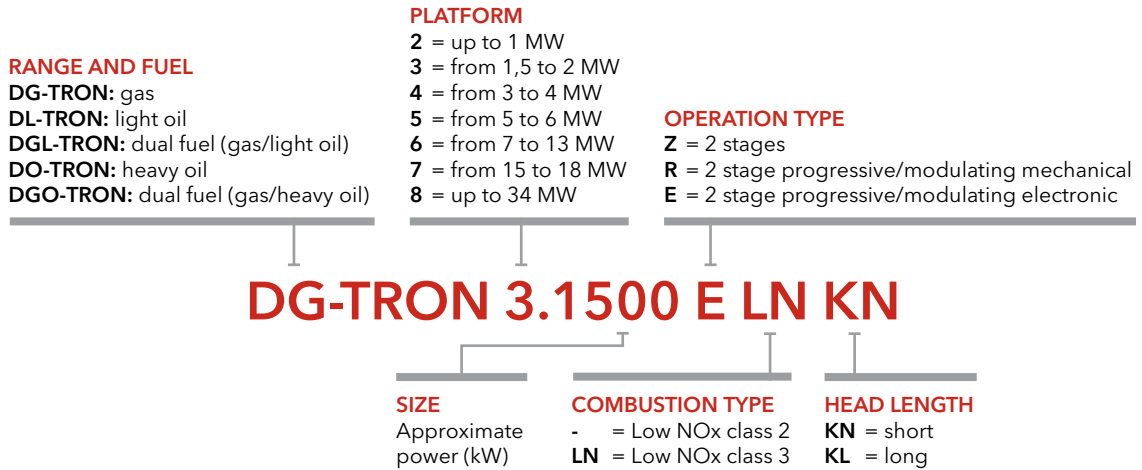 RANGE AND FUEL
DG-TRON: gas
DL-TRON: light oil
DGL-TRON: dual fuel (gas/light oil)
DO-TRON: heavy oil
DGO-TRON: dual fuel (gas/heavy oil)
PLATFORM
2 = up to 1 MW
3 = from 1,5 to 2 MW
4 = from 3 to 4 MW
5 = from 5 to 6 MW
6 = from 7 to 13 MW
7 = from 15 to 18 MW
8 = up to 34 MW
OPERATION TYPE
Z = 2 stages
R = 2 stage progressive/modulating mechanical
E = 2 stage progressive/modulating electronic
DG-TRON 3.1500 E LN KN
SIZE
Approximate
power (kW)
COMBUSTION TYPE
- = Low NOx class 2
LN = Low NOx class 3
HEAD LENGTH
KN = short
KL = long